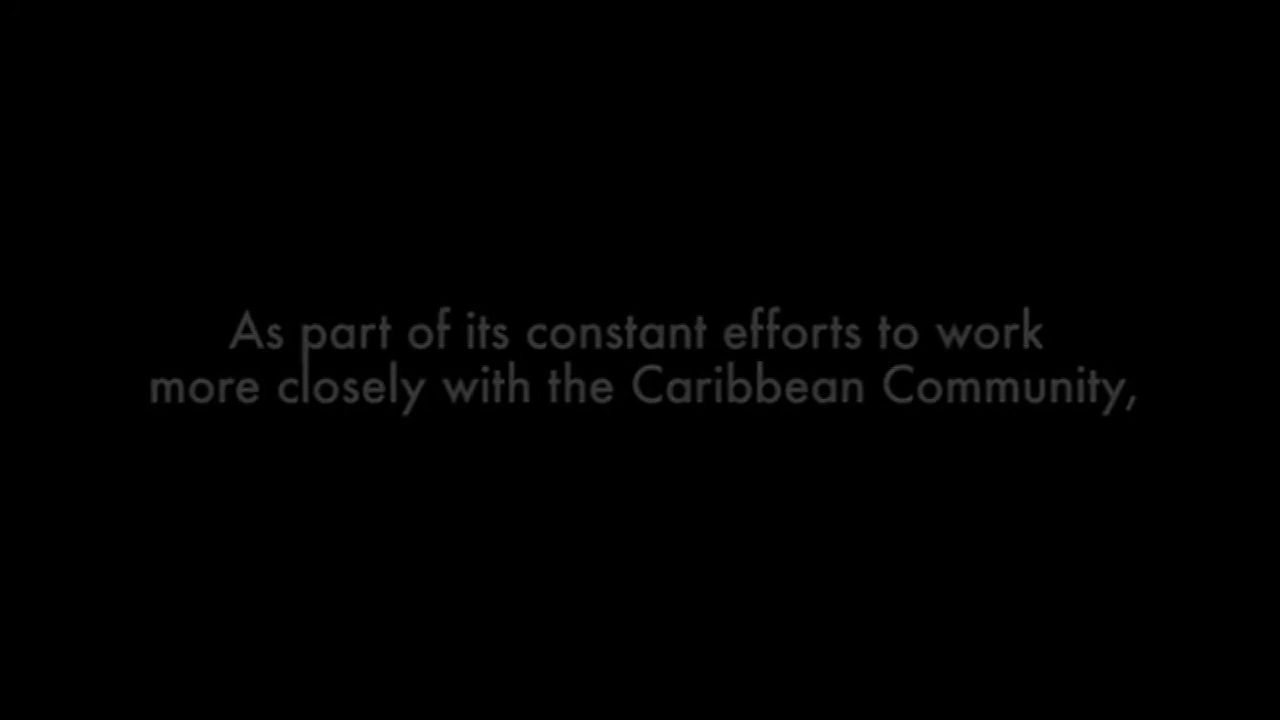 As part of its constant efforts to work
more closely with the Caribbean Community,